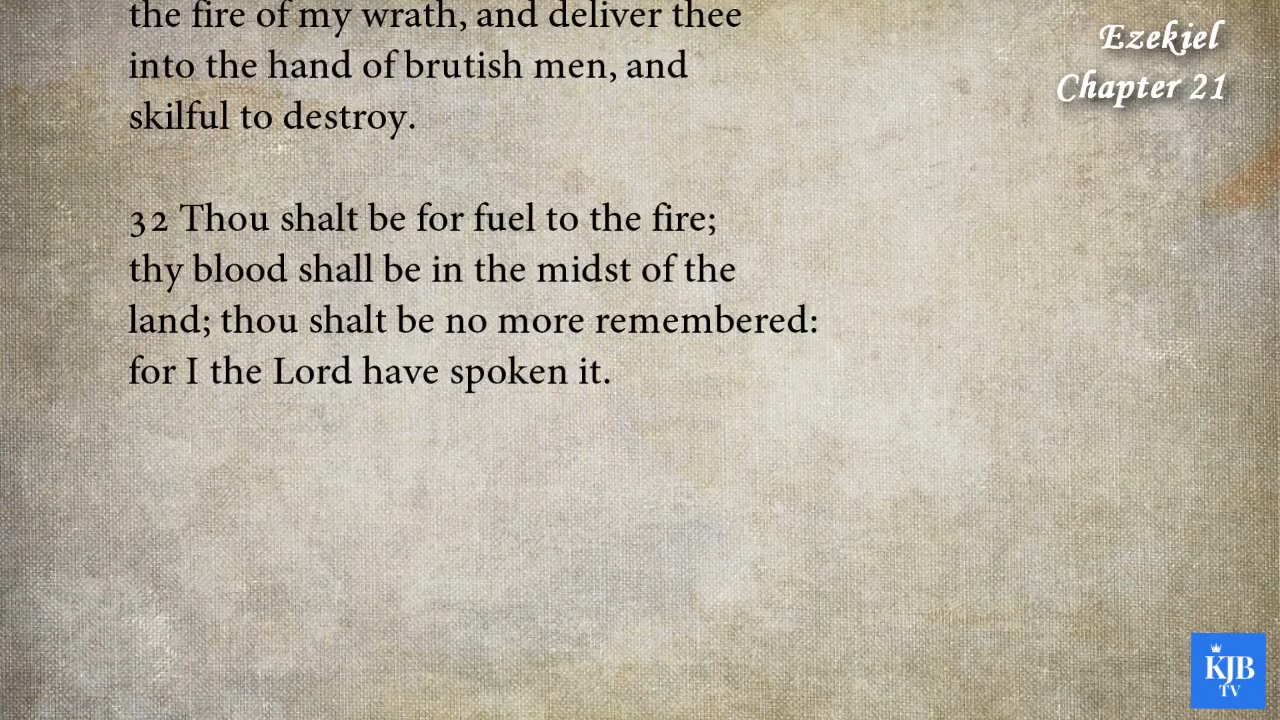 the fire of my wrath, and deliver thee
into the hand of brutish men, and
skilful to destroy.
32 Thou shalt be for fuel to the fire;
thy blood shall be in the midst of the
land; thou shalt be no more remembered:
for I the Lord have spoken it.
Ezekiel
Chapter 21
KJB
TV